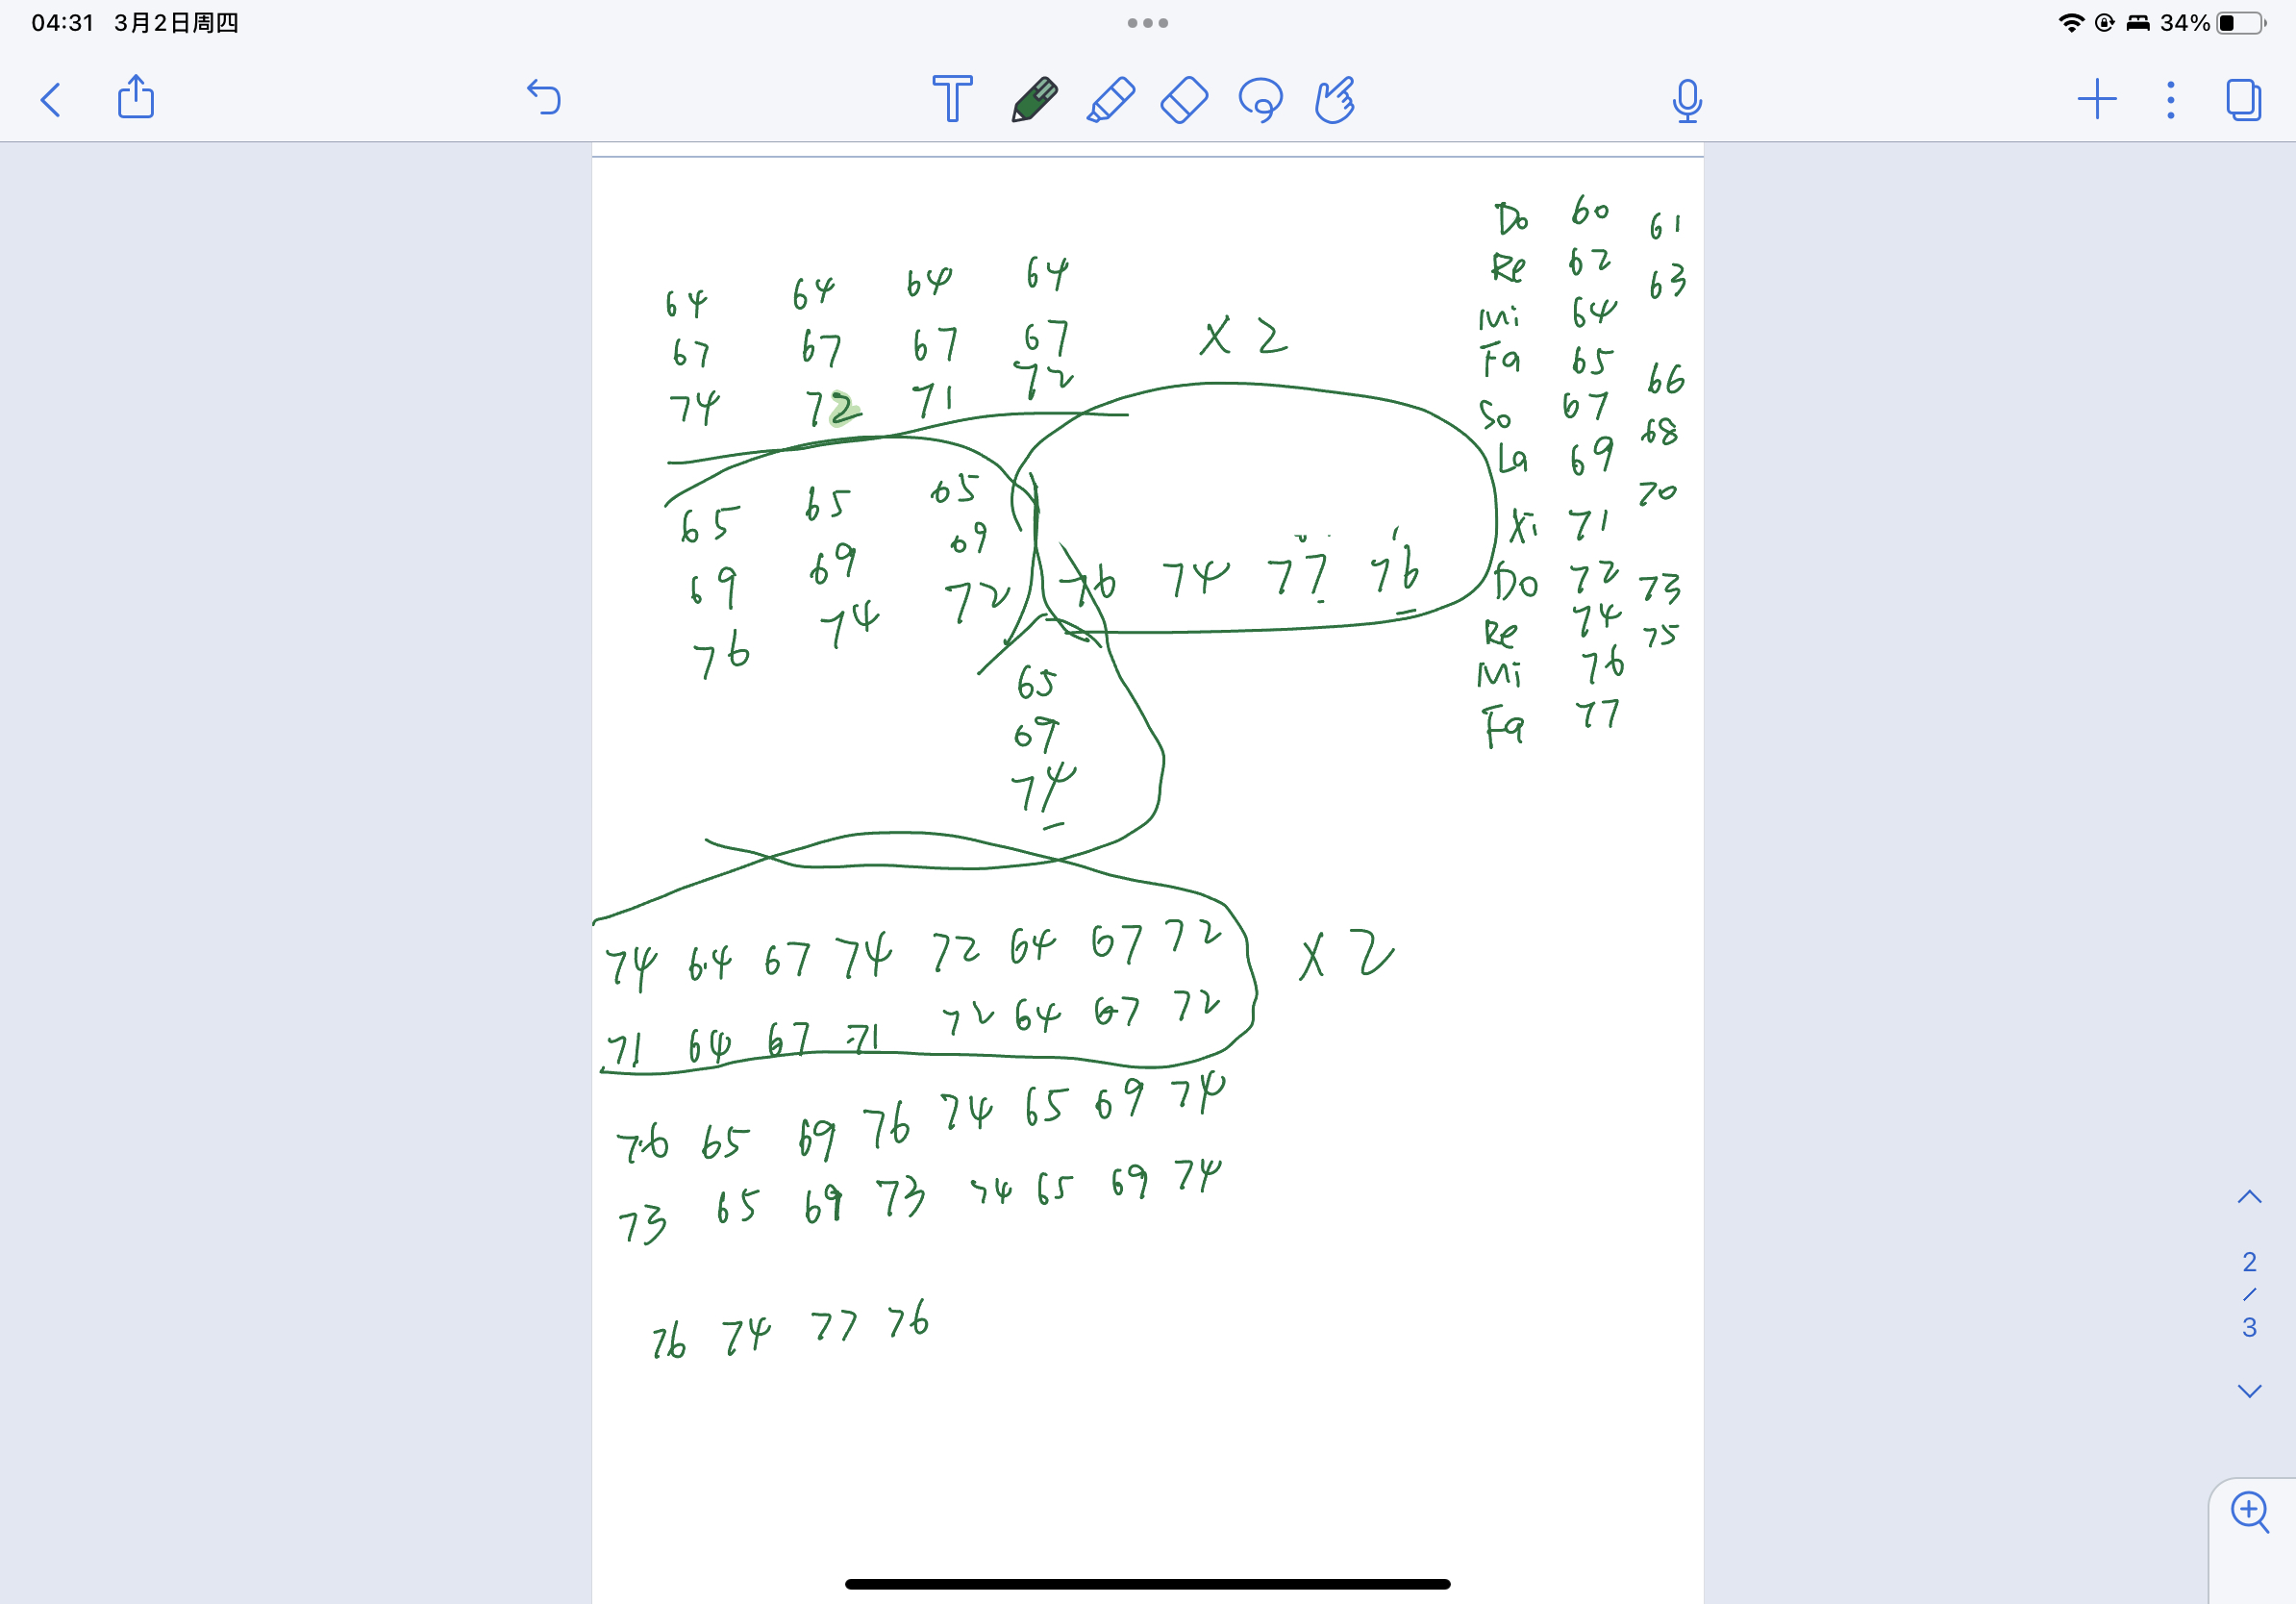 04:31 3月2日周四
34%
64 64 64 64
67 67 67 67
74 72 71 72
X 2
65 65 65
69 69 69
76 74 72
76 74 77 76
65
69
74
Do 60 61
Re 62 63
Mi 64
Fa 65 66
So 67 68
La 69 70
Xi 71
Do 72 73
Re 74 75
Mi 76
Fa 77
74 64 67 74 72 64 67 72
71 64 67 71 72 64 67 72
X 2
76 65 69 76 74 65 69 74
73 65 69 73 74 65 69 74
76 74 77 76
2
/
3